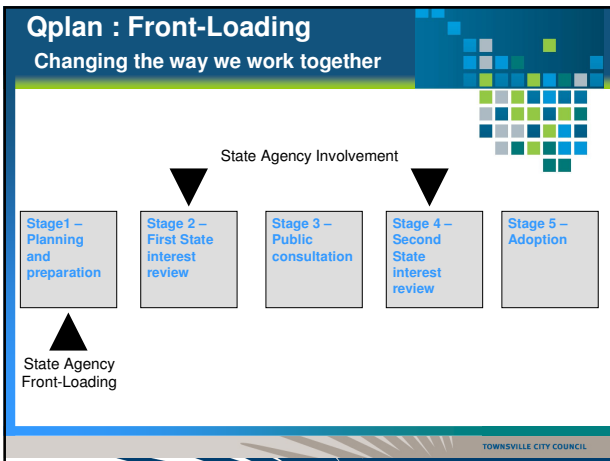 Qplan : Front-Loading
Changing the way we work together
State Agency Involvement
Stage1 –
Planning
and
preparation
Stage 2 –
First State
interest
review
Stage 3 –
Public
consultation
Stage 4 –
Second
State
interest
review
Stage 5 –
Adoption
State Agency
Front-Loading
TOWNSVILLE CITY COUNCIL